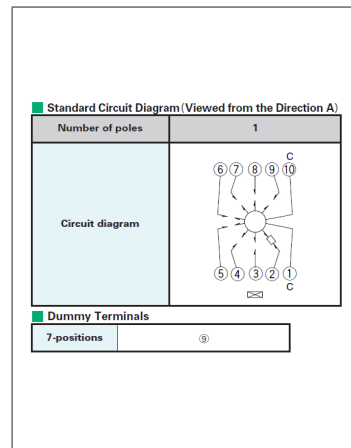 Standard Circuit Diagram (Viewed from the Direction A)
Number of poles 1
C
⑥ ⑦ ⑧ ⑨ ⑩
Circuit diagram
⑤ ④ ③ ② ①
C
Dummy Terminals
7-positions ⑨